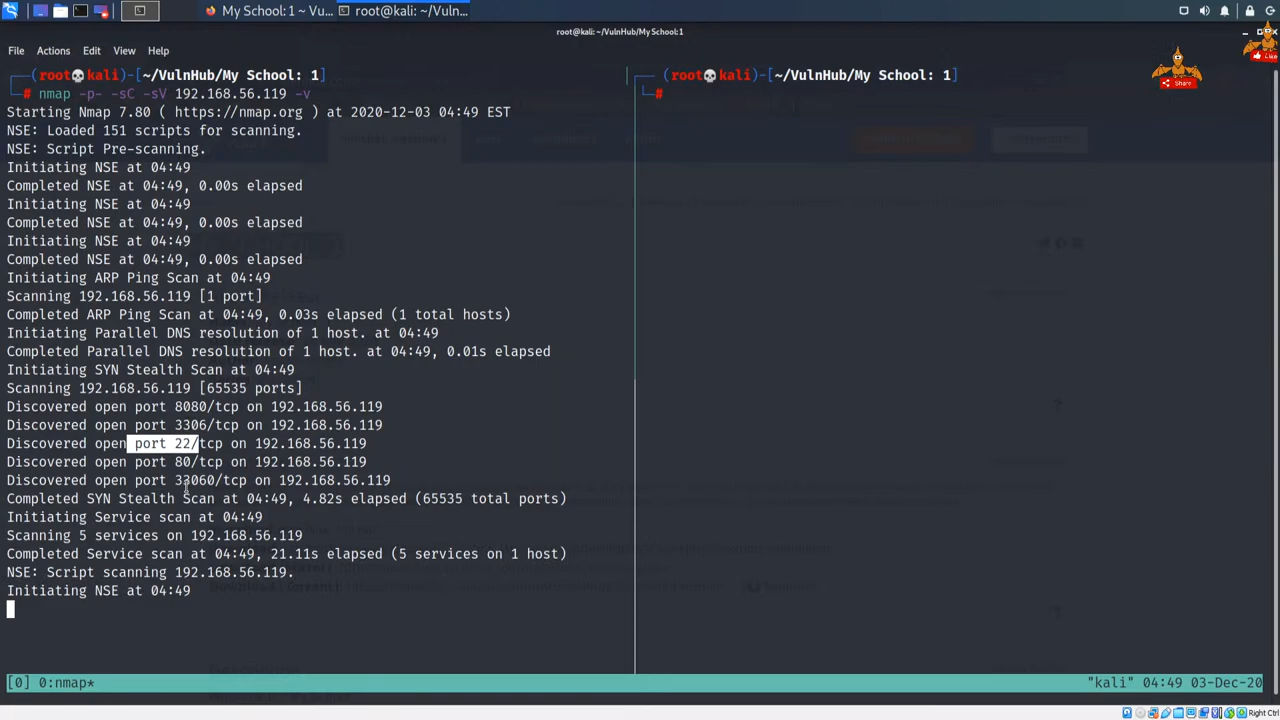 My School: 1 ~ Vu...
root@kali: ~/Vuln...
root@kali: ~/VulnHub/My School: 1
File Actions Edit View Help
Like
Share
┌──(root💀kali)-[~/VulnHub/My School: 1]
└─# nmap -p- -sC -sV 192.168.56.119 -v
Starting Nmap 7.80 ( https://nmap.org ) at 2020-12-03 04:49 EST
NSE: Loaded 151 scripts for scanning.
NSE: Script Pre-scanning.
Initiating NSE at 04:49
Completed NSE at 04:49, 0.00s elapsed
Initiating NSE at 04:49
Completed NSE at 04:49, 0.00s elapsed
Initiating NSE at 04:49
Completed NSE at 04:49, 0.00s elapsed
Initiating ARP Ping Scan at 04:49
Scanning 192.168.56.119 [1 port]
Completed ARP Ping Scan at 04:49, 0.03s elapsed (1 total hosts)
Initiating Parallel DNS resolution of 1 host. at 04:49
Completed Parallel DNS resolution of 1 host. at 04:49, 0.01s elapsed
Initiating SYN Stealth Scan at 04:49
Scanning 192.168.56.119 [65535 ports]
Discovered open port 8080/tcp on 192.168.56.119
Discovered open port 3306/tcp on 192.168.56.119
Discovered open port 22/tcp on 192.168.56.119
Discovered open port 80/tcp on 192.168.56.119
Discovered open port 33060/tcp on 192.168.56.119
Completed SYN Stealth Scan at 04:49, 4.82s elapsed (65535 total ports)
Initiating Service scan at 04:49
Scanning 5 services on 192.168.56.119
Completed Service scan at 04:49, 21.11s elapsed (5 services on 1 host)
NSE: Script scanning 192.168.56.119.
Initiating NSE at 04:49
┌──(root💀kali)-[~/VulnHub/My School: 1]
└─#
[0] 0:nmap*
"kali" 04:49 03-Dec-20
Right Ctrl